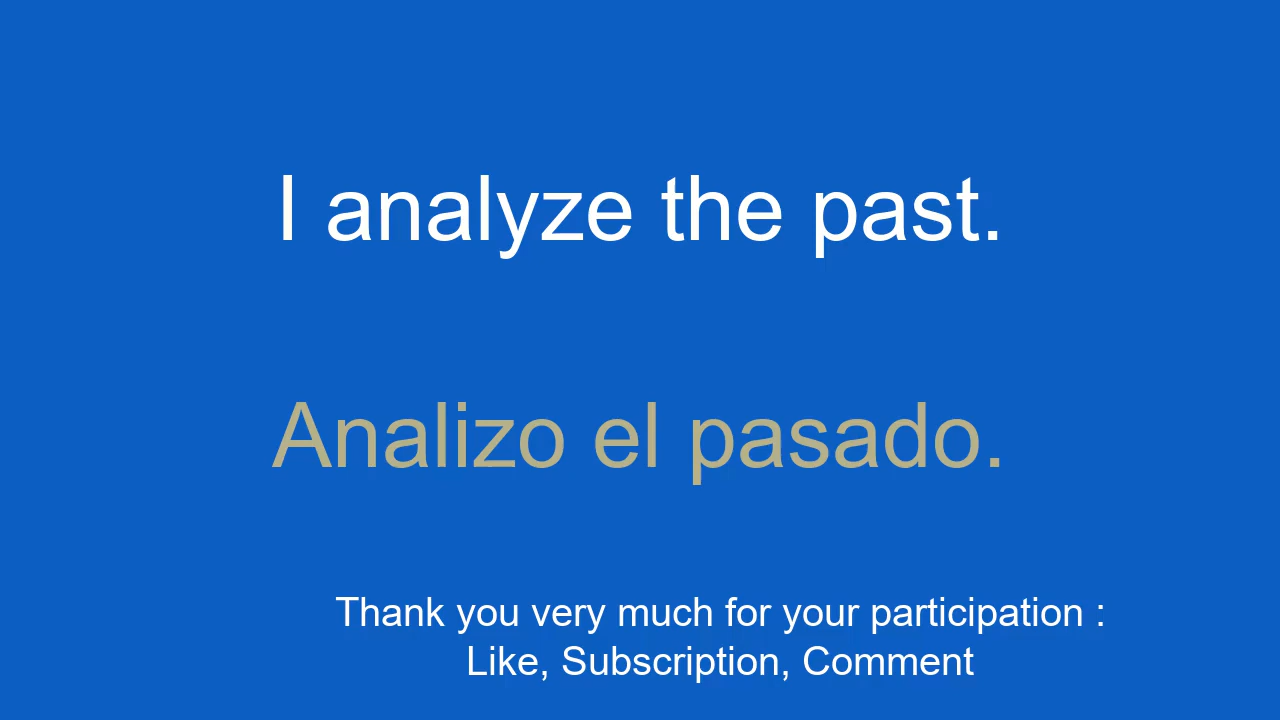 I analyze the past.
Analizo el pasado.
Thank you very much for your participation :
Like, Subscription, Comment